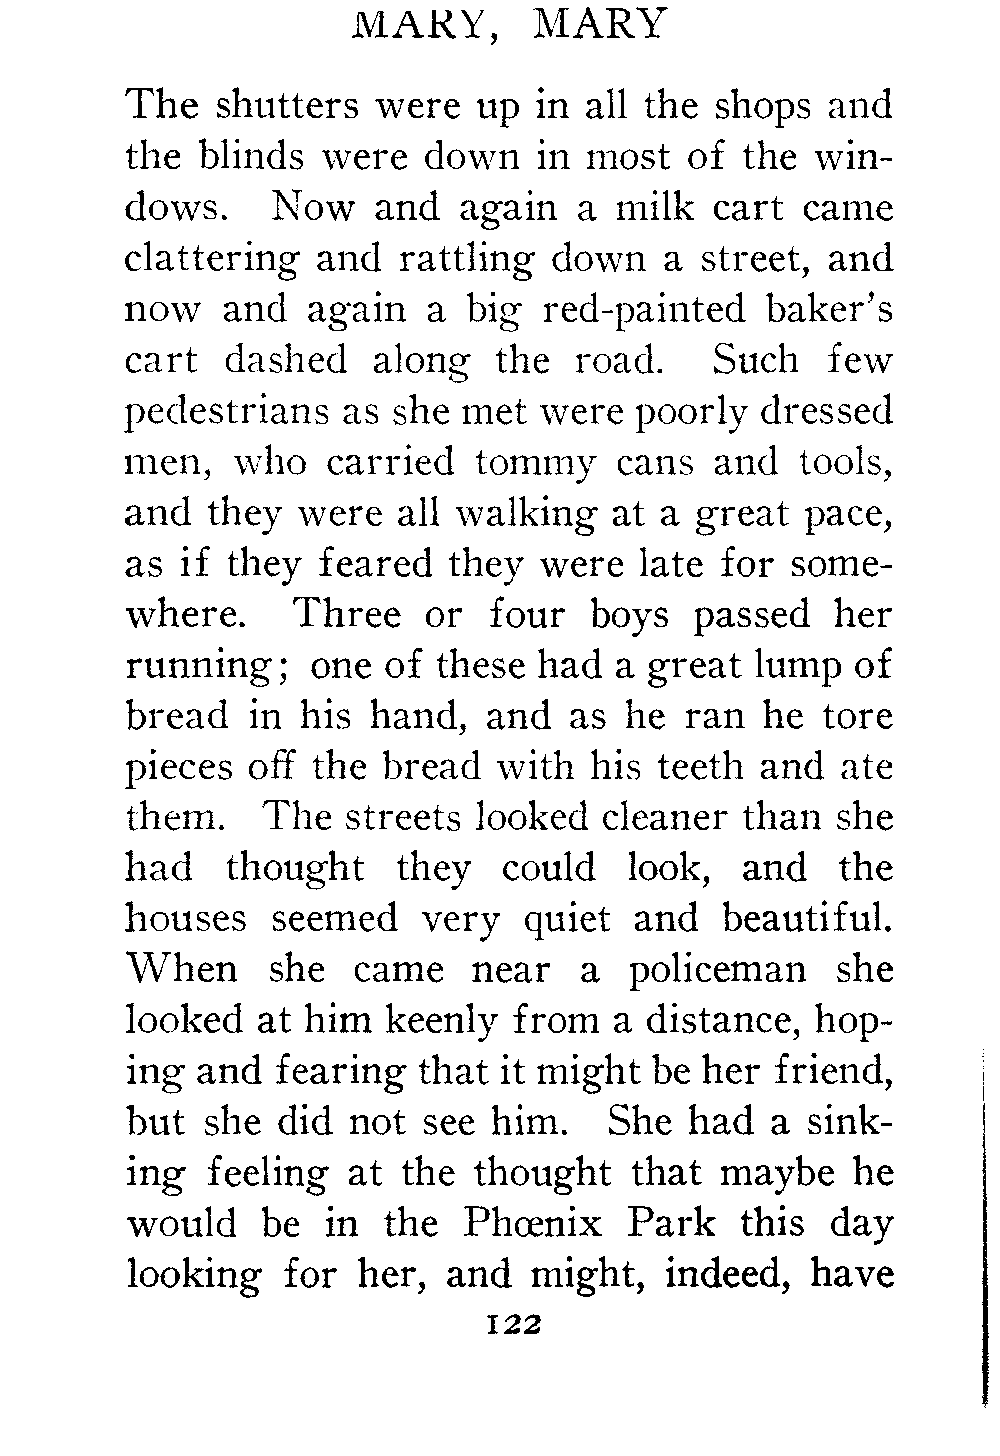 MARY, MARY
The shutters were up in all the shops and
the blinds were down in most of the win-
dows. Now and again a milk cart came
clattering and rattling down a street, and
now and again a big red-painted baker's
cart dashed along the road. Such few
pedestrians as she met were poorly dressed
men, who carried tommy cans and tools,
and they were all walking at a great pace,
as if they feared they were late for some-
where. Three or four boys passed her
running; one of these had a great lump of
bread in his hand, and as he ran he tore
pieces off the bread with his teeth and ate
them. The streets looked cleaner than she
had thought they could look, and the
houses seemed very quiet and beautiful.
When she came near a policeman she
looked at him keenly from a distance, hop-
ing and fearing that it might be her friend,
but she did not see him. She had a sink-
ing feeling at the thought that maybe he
would be in the Phœnix Park this day
looking for her, and might, indeed, have
122